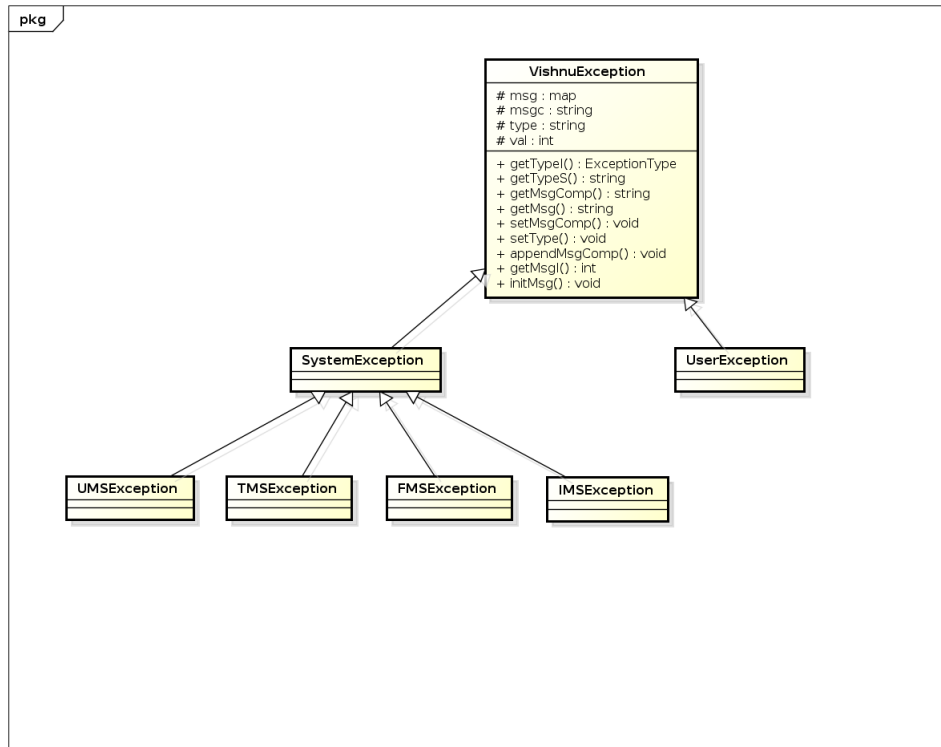 pkg
VishnuException
# msg : map
# msgc : string
# type : string
# val : int
+ getTypeI() : ExceptionType
+ getTypeS() : string
+ getMsgComp() : string
+ getMsg() : string
+ setMsgComp() : void
+ setType() : void
+ appendMsgComp() : void
+ getMsgI() : int
+ initMsg() : void
SystemException
UserException
UMSException
TMSException
FMSException
IMSException